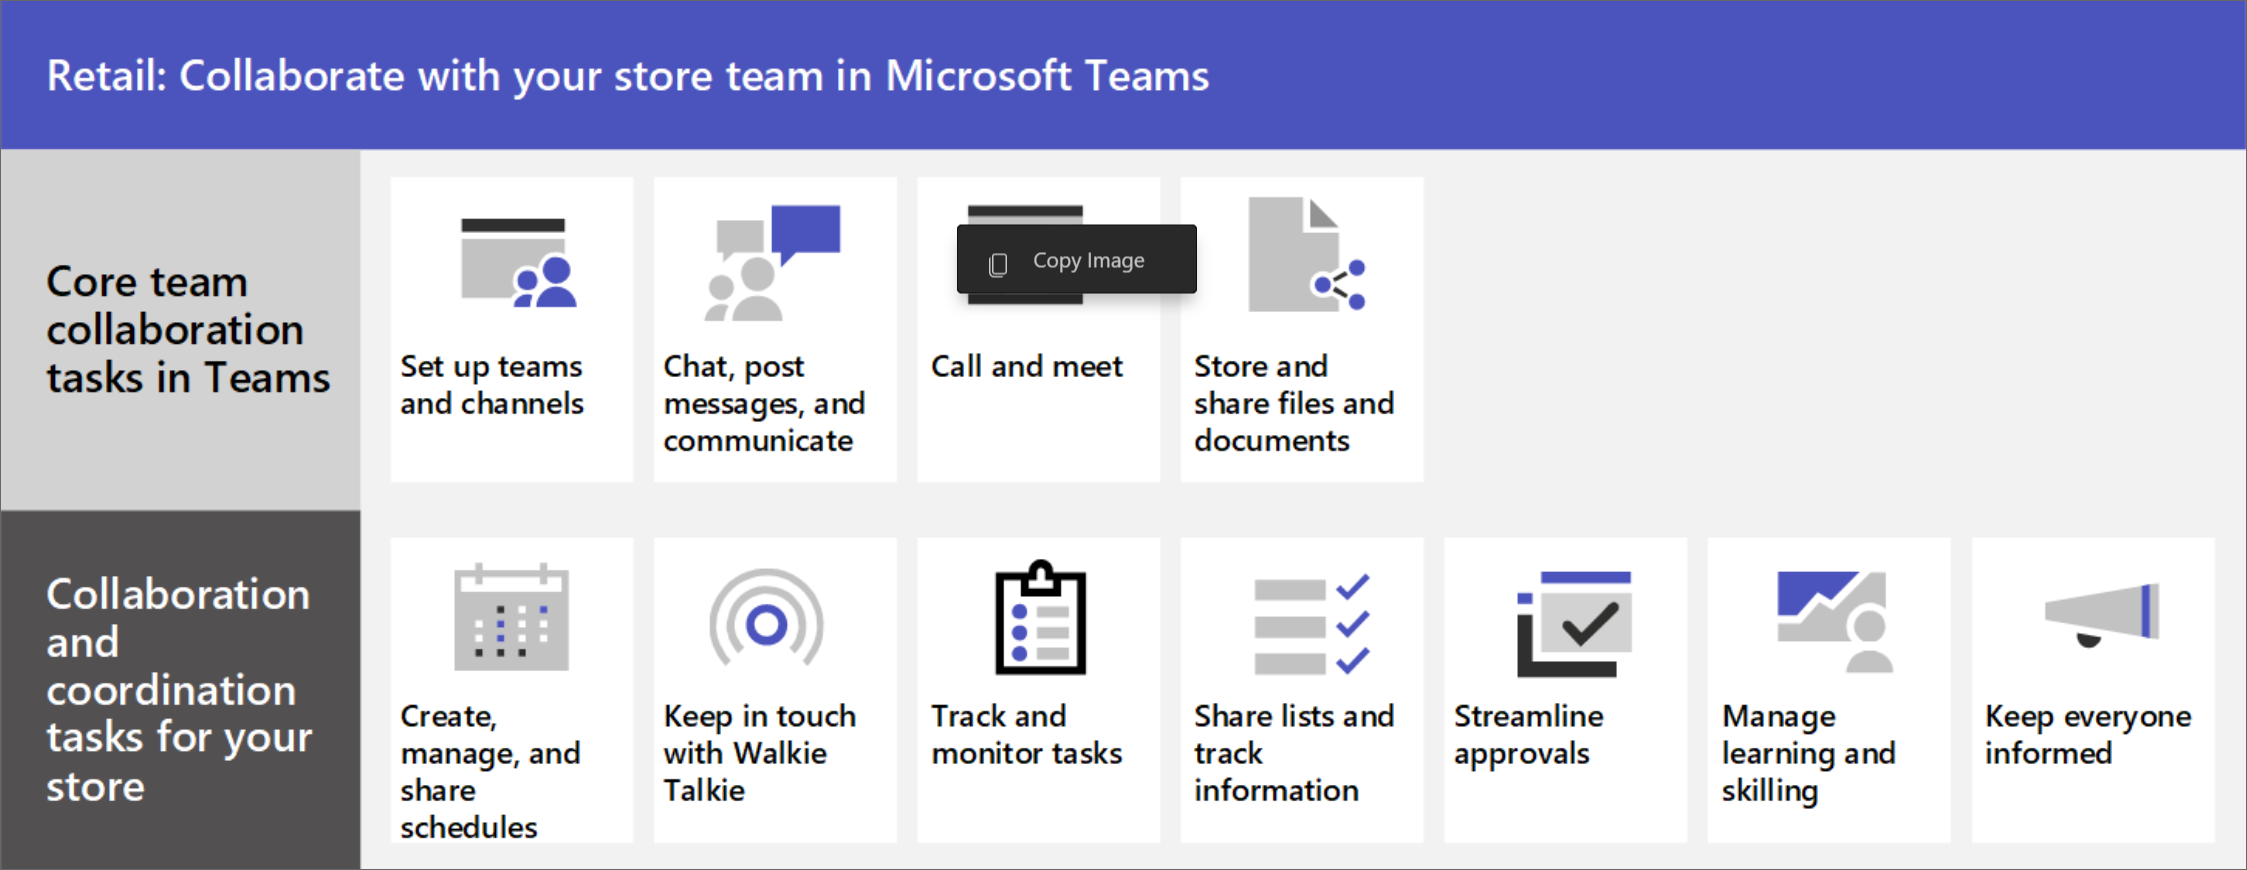 Retail: Collaborate with your store team in Microsoft Teams
Core team
collaboration
tasks in Teams
Set up teams
and channels
Chat, post
messages, and
communicate
Copy Image
Call and meet
Store and
share files and
documents
Collaboration
and
coordination
tasks for your
store
Create,
manage, and
share
schedules
Keep in touch
with Walkie
Talkie
Track and
monitor tasks
Share lists and
track
information
Streamline
approvals
Manage
learning and
skilling
Keep everyone
informed